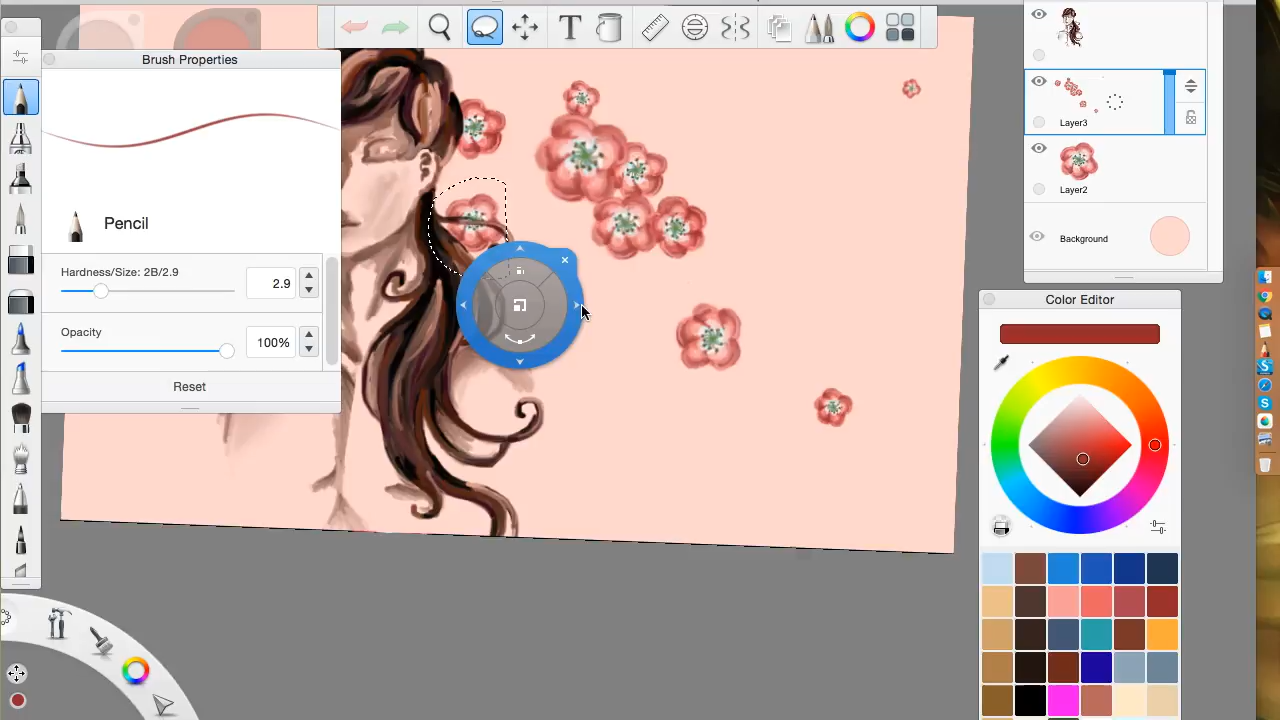 Brush Properties
T
Pencil
Hardness/Size: 2B/2.9
2.9
Opacity
100%
Reset
Layer3
Layer2
Background
Color Editor
S
S